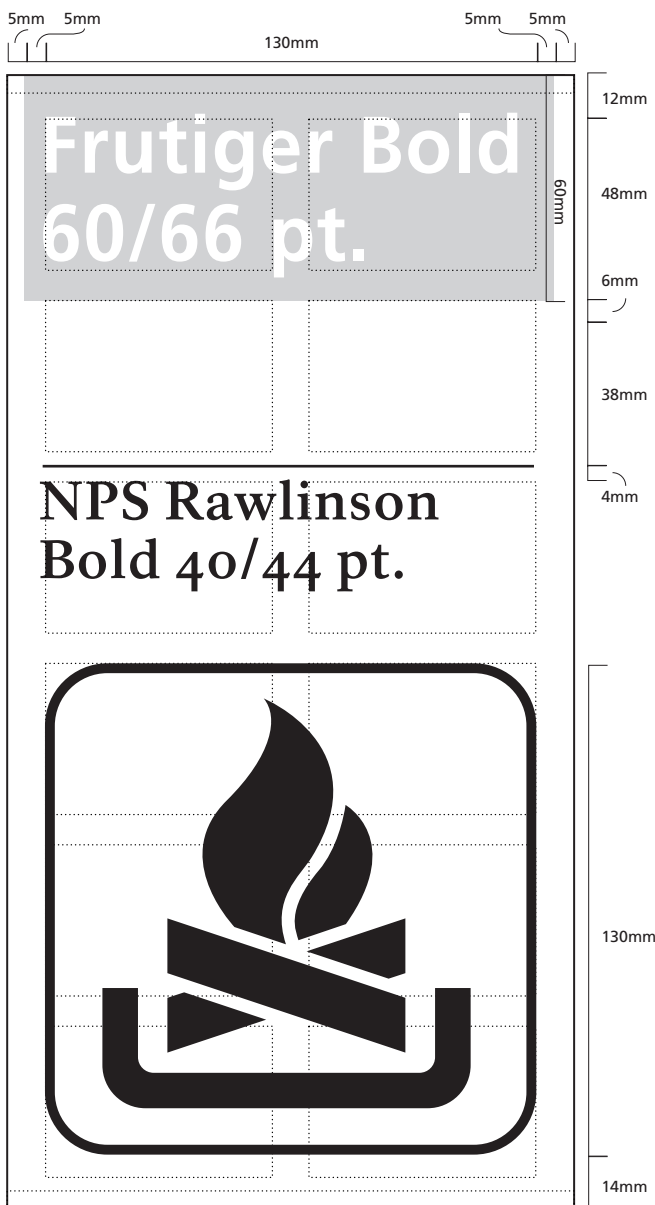 5mm 5mm 130mm 5mm 5mm
12mm
Frutiger Bold
60/66 pt.
60mm
48mm
6mm
38mm
4mm
NPS Rawlinson
Bold 40/44 pt.
130mm
14mm